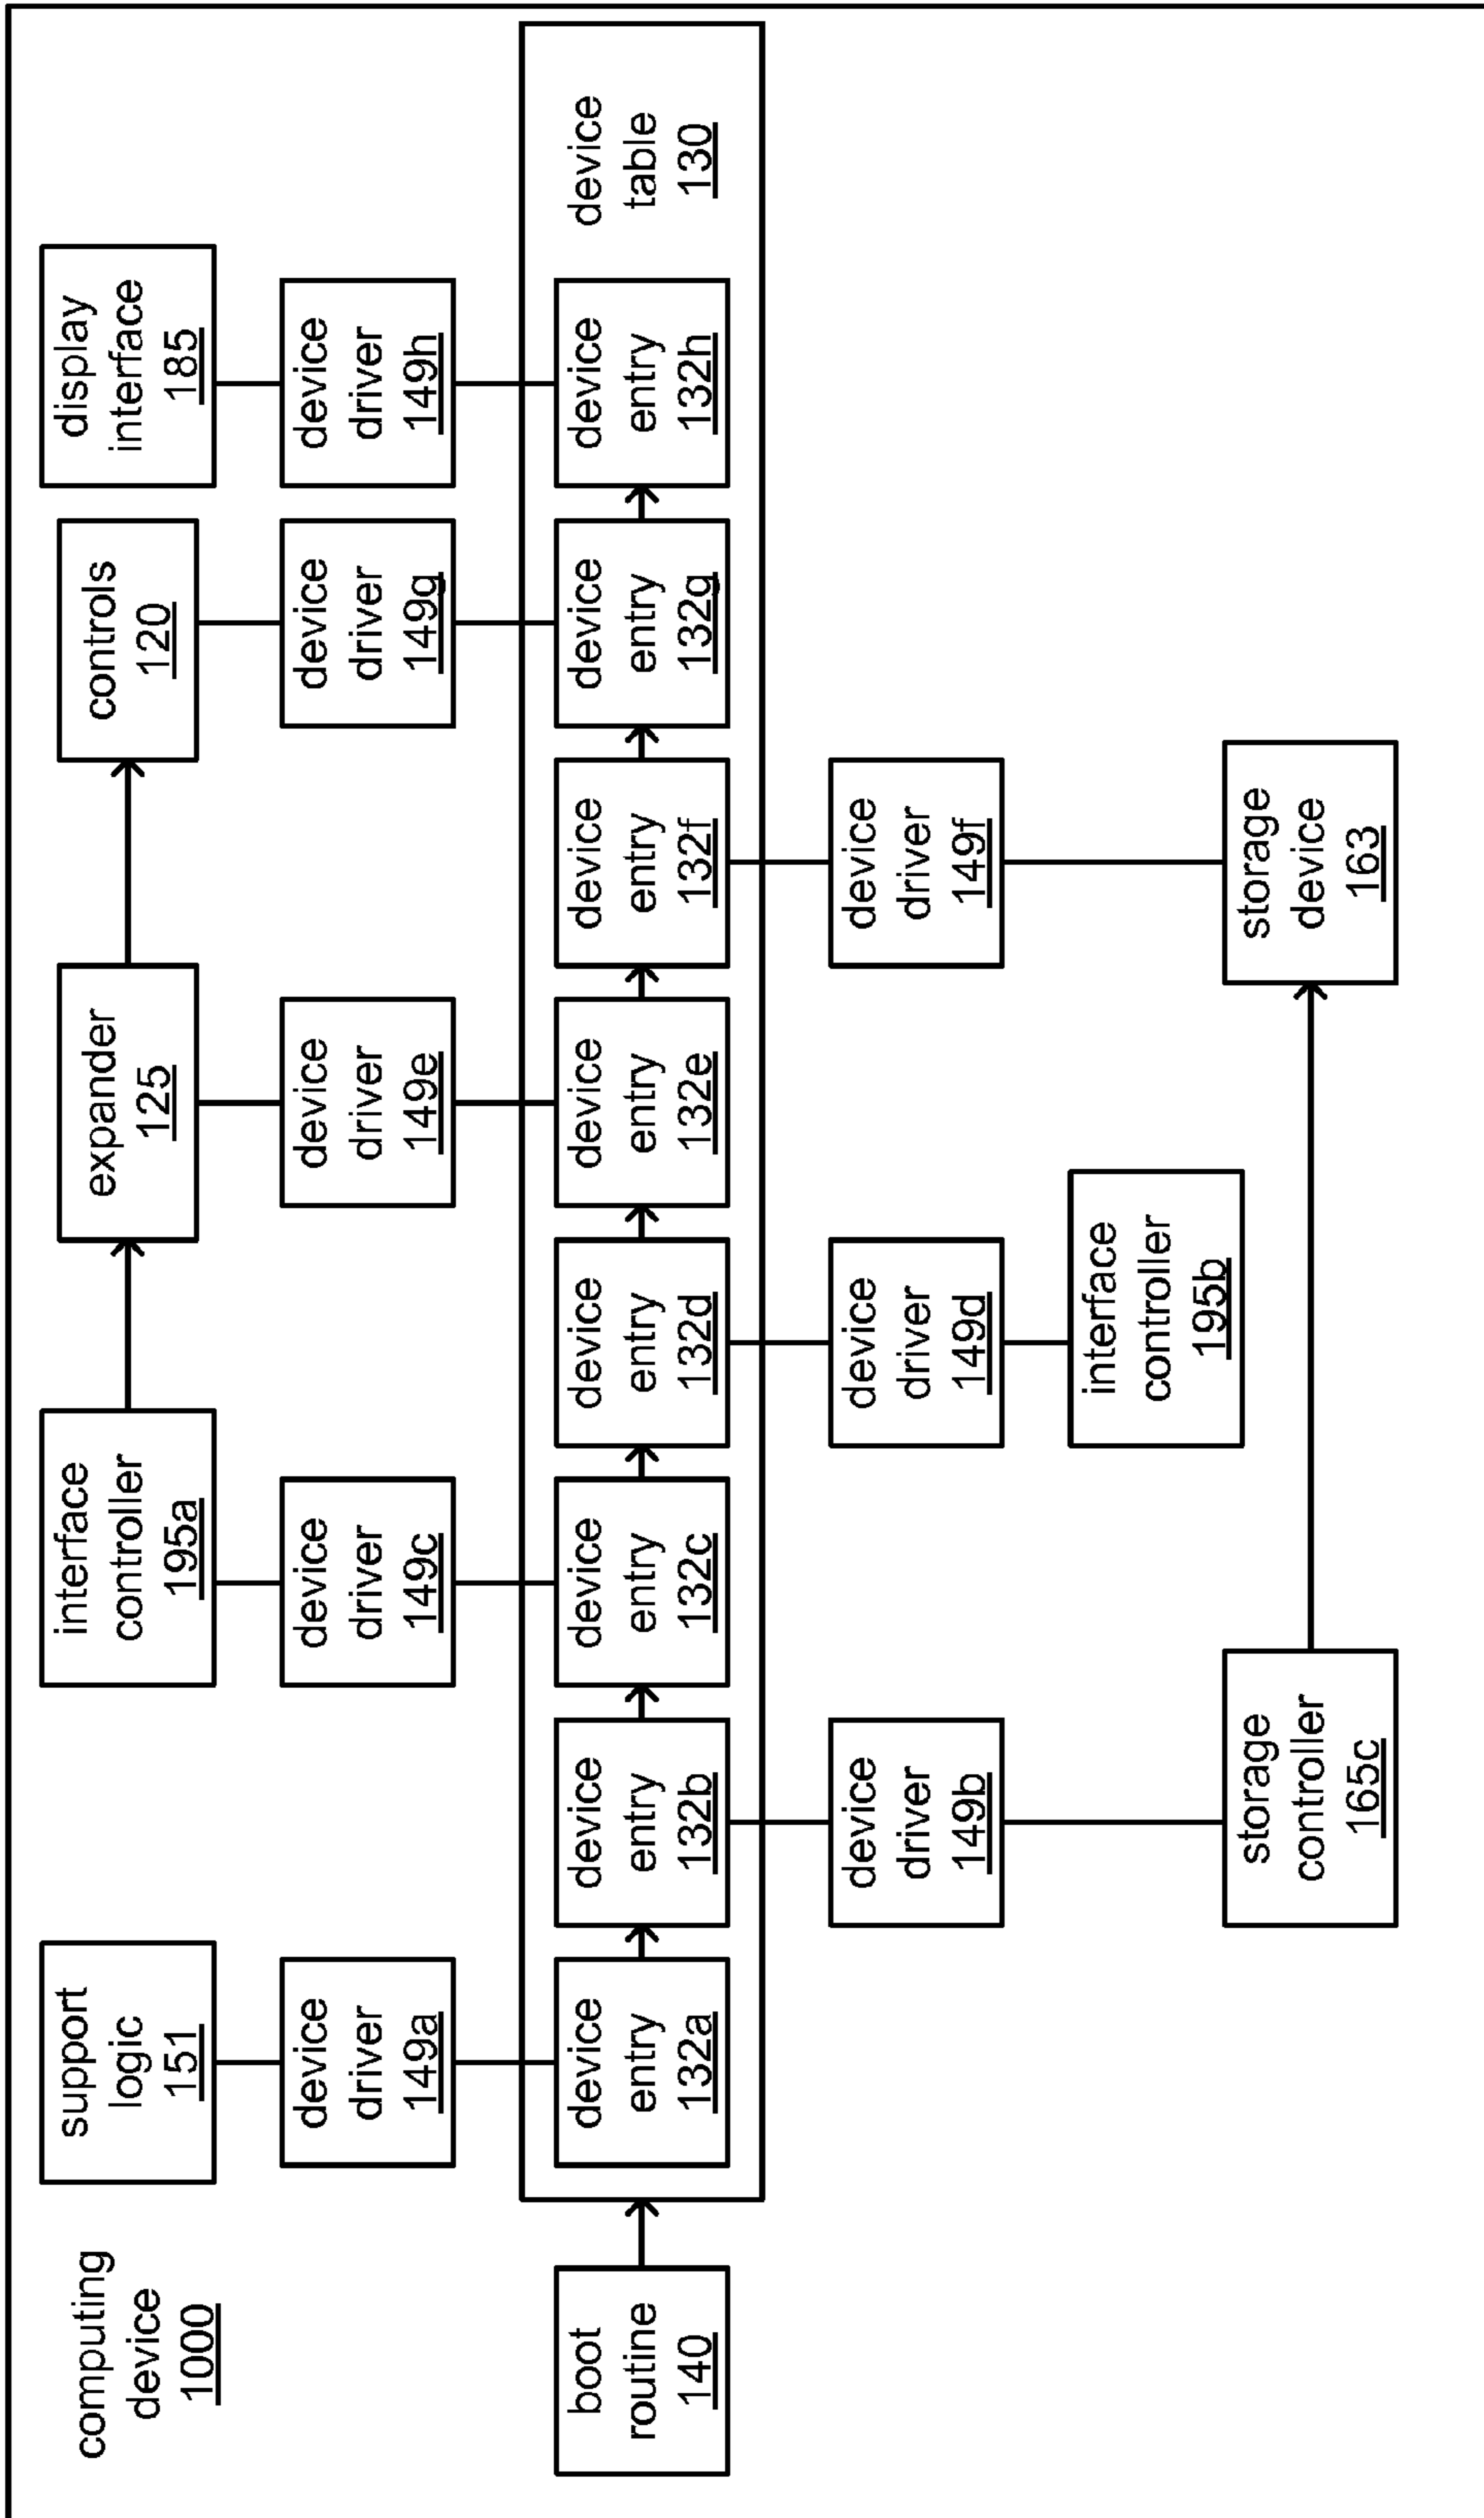 computing
device
1000
support
logic
151
interface
controller
195a
expander
125
controls
120
display
interface
185
device
driver
149a
device
driver
149c
device
driver
149e
device
driver
149g
device
driver
149h
boot
routine
140
device
entry
132a
device
entry
132b
device
entry
132c
device
entry
132d
device
entry
132e
device
entry
132f
device
entry
132g
device
entry
132h
device
table
130
device
driver
149b
device
driver
149d
device
driver
149f
interface
controller
195b
storage
controller
165c
storage
device
163